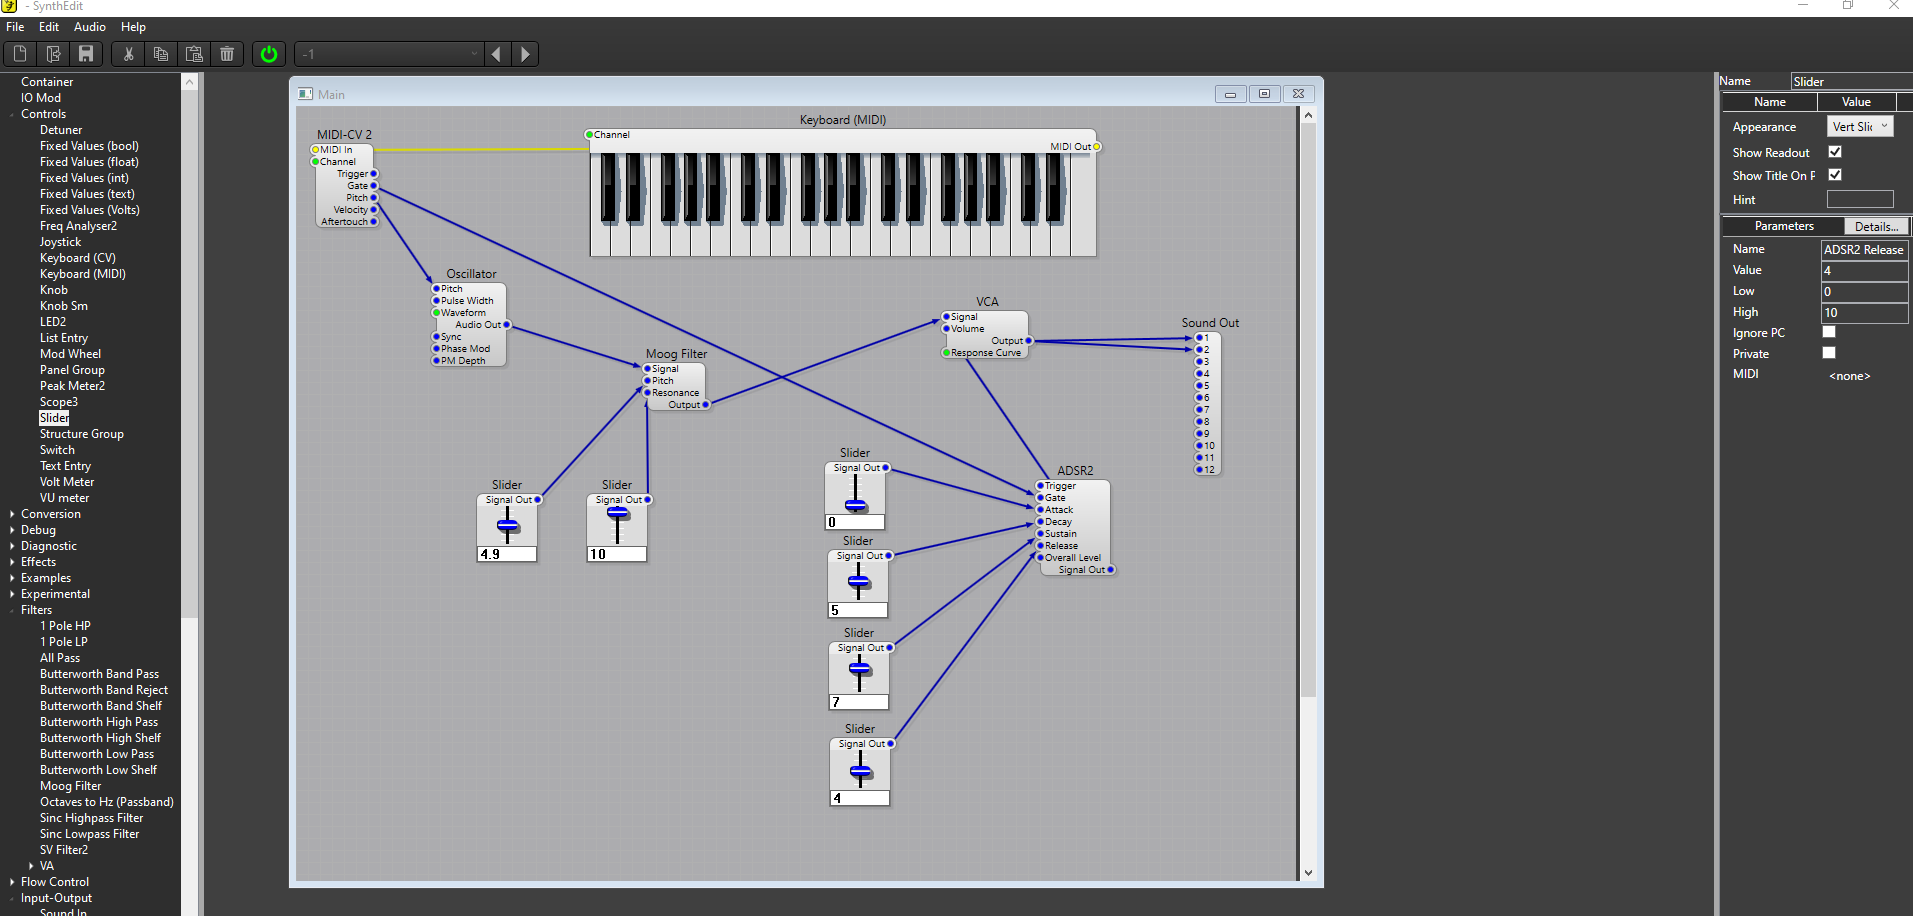 - SynthEdit
File Edit Audio Help
-1
Container
IO Mod
Controls
Detuner
Fixed Values (bool)
Fixed Values (float)
Fixed Values (int)
Fixed Values (text)
Fixed Values (Volts)
Freq Analyser2
Joystick
Keyboard (CV)
Keyboard (MIDI)
Knob
Knob Sm
LED2
List Entry
Mod Wheel
Panel Group
Peak Meter2
Scope3
Slider
Structure Group
Switch
Text Entry
Volt Meter
VU meter
Conversion
Debug
Diagnostic
Effects
Examples
Experimental
Filters
1 Pole HP
1 Pole LP
All Pass
Butterworth Band Pass
Butterworth Band Reject
Butterworth Band Shelf
Butterworth High Pass
Butterworth High Shelf
Butterworth Low Pass
Butterworth Low Shelf
Moog Filter
Octaves to Hz (Passband)
Sinc Highpass Filter
Sinc Lowpass Filter
SV Filter2
VA
Flow Control
Input-Output
Sound In
Main
MIDI-CV 2
MIDI In
Channel
Trigger
Gate
Pitch
Velocity
Aftertouch
Keyboard (MIDI)
Channel
MIDI Out
Oscillator
Pitch
Pulse Width
Waveform
Audio Out
Sync
Phase Mod
PM Depth
Moog Filter
Signal
Pitch
Resonance
Output
VCA
Signal
Volume
Output
Response Curve
Sound Out
1
2
3
4
5
6
7
8
9
10
11
12
Slider
Signal Out
4.9
Slider
Signal Out
10
Slider
Signal Out
0
Slider
Signal Out
5
Slider
Signal Out
7
Slider
Signal Out
4
ADSR2
Trigger
Gate
Attack
Decay
Sustain
Release
Overall Level
Signal Out
Name Slider
Name Value
Appearance Vert Slic
Show Readout
Show Title On P
Hint
Parameters Details...
Name ADSR2 Release
Value 4
Low 0
High 10
Ignore PC
Private
MIDI <none>